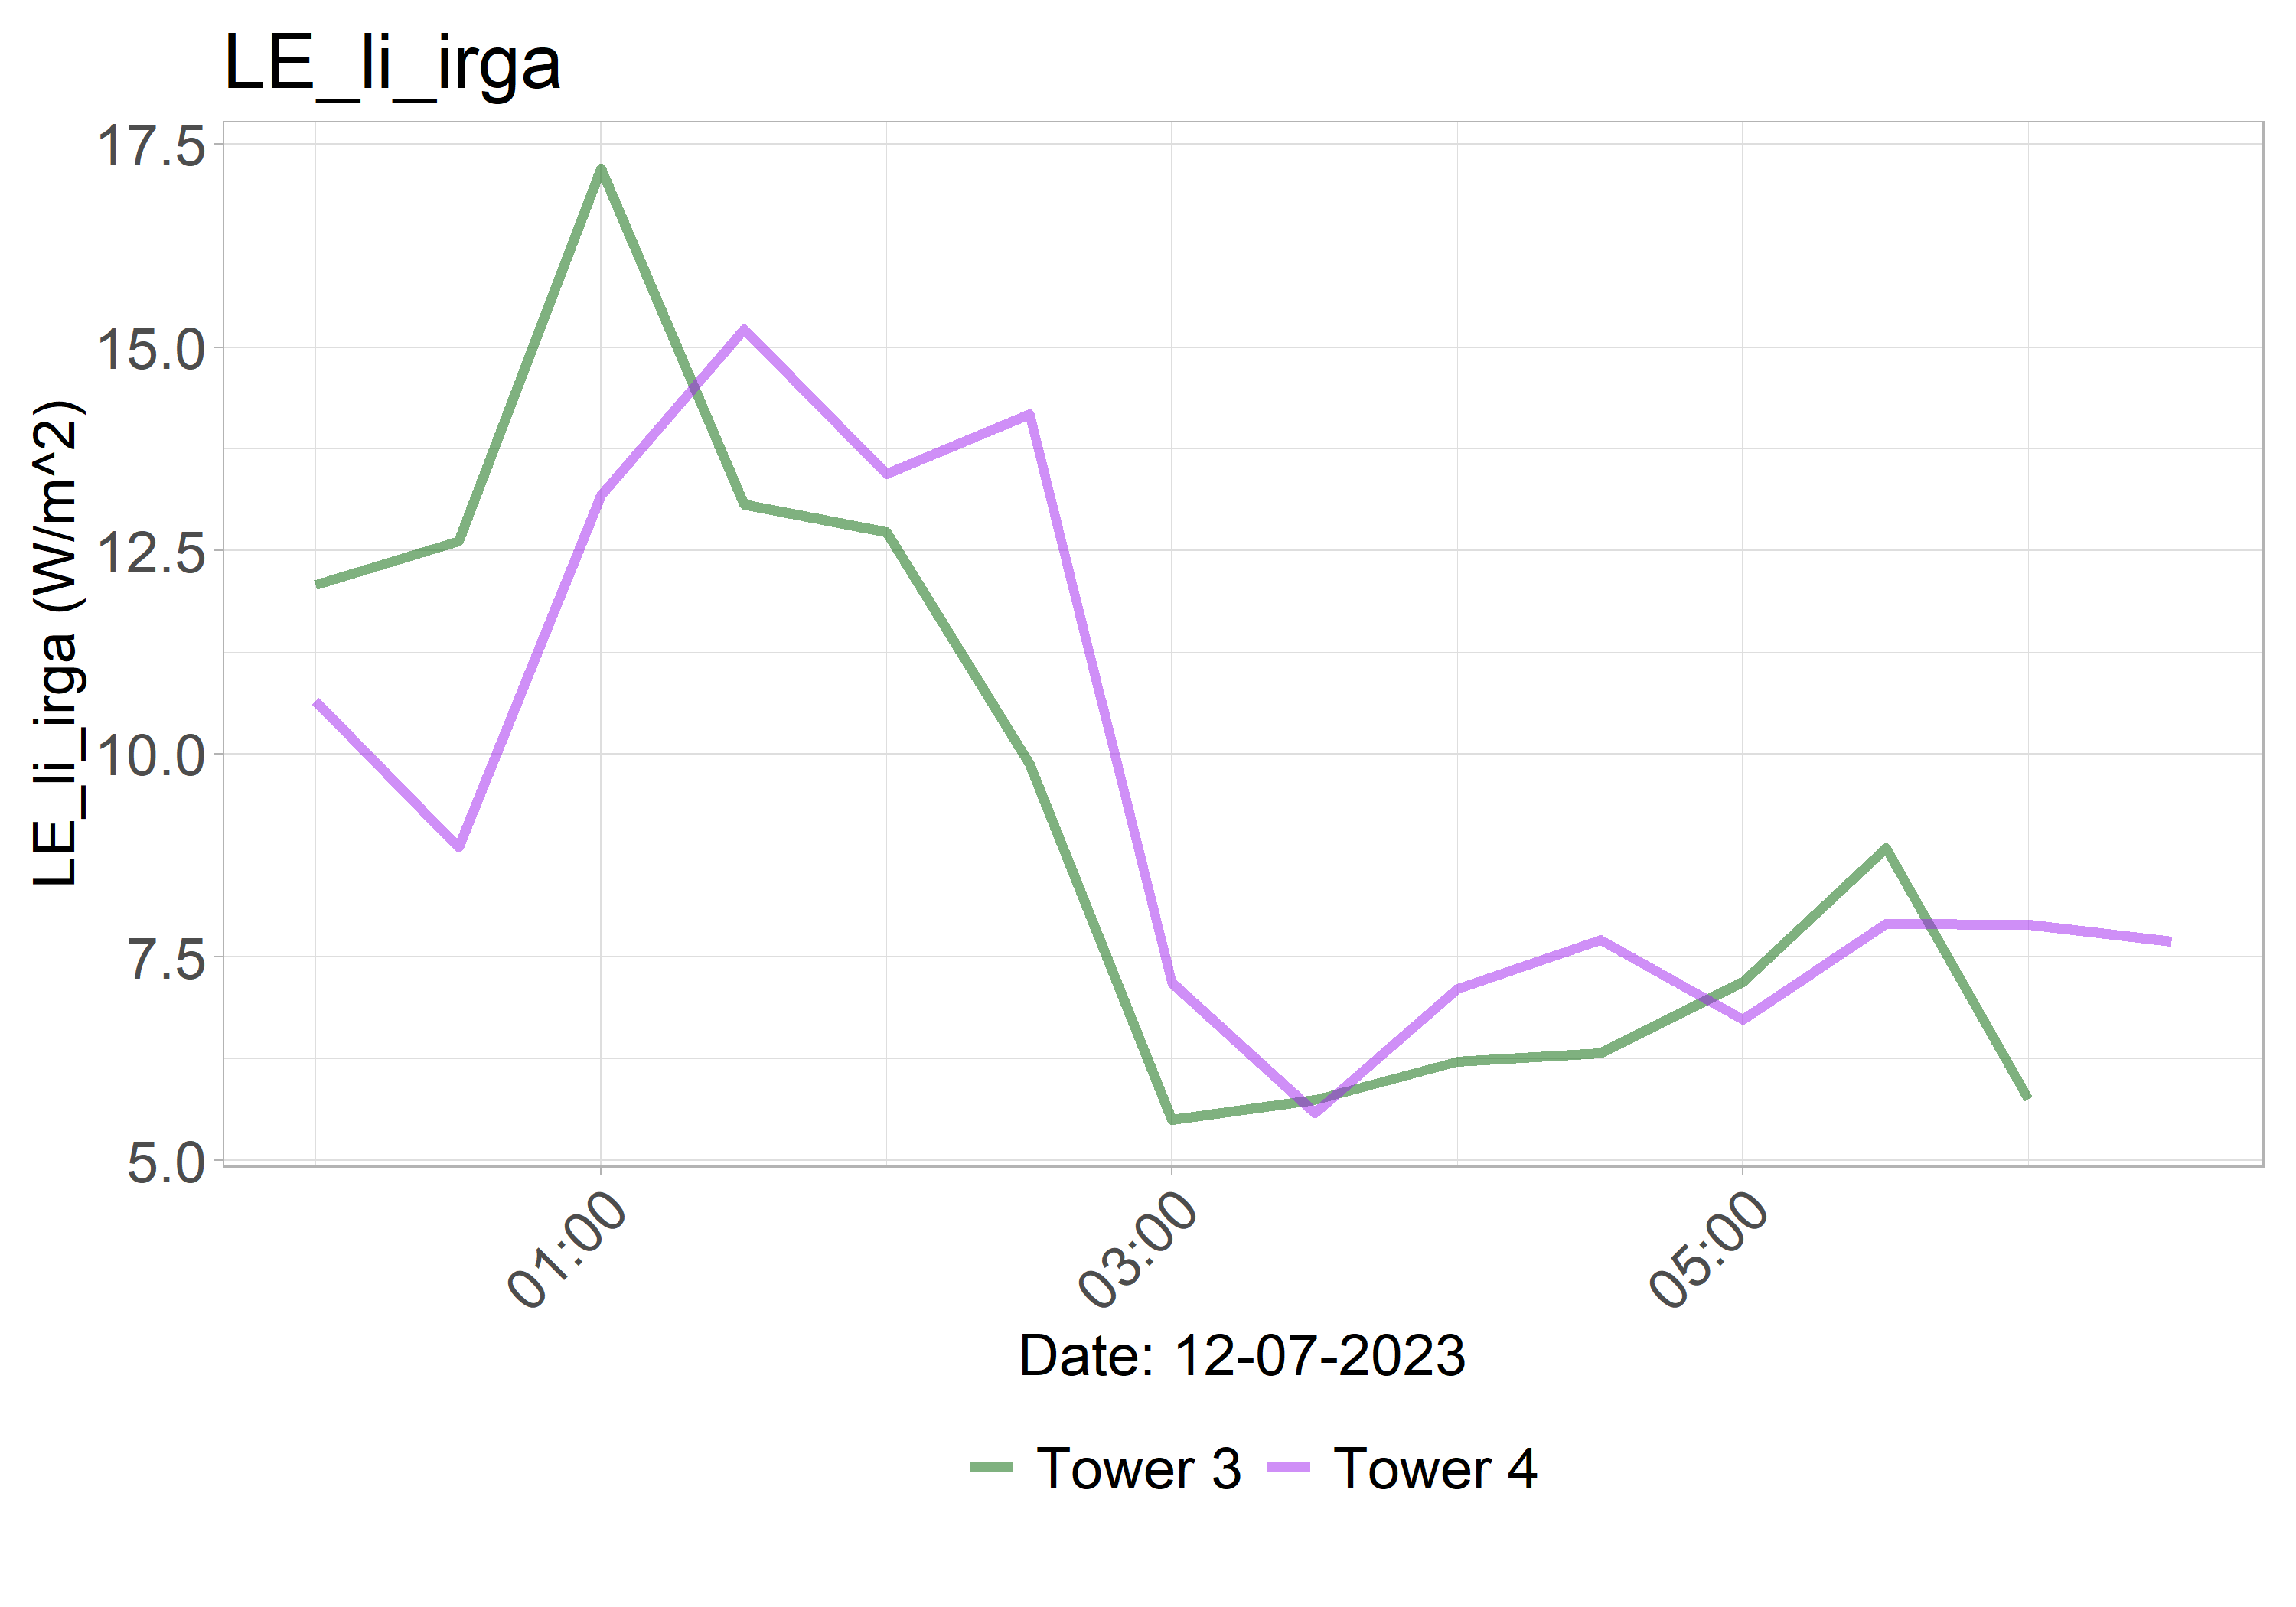 LE_li_irga
17.5
15.0
12.5
10.0
7.5
5.0
LE_li_irga (W/m^2)
01:00
03:00
05:00
Date: 12-07-2023
Tower 3
Tower 4